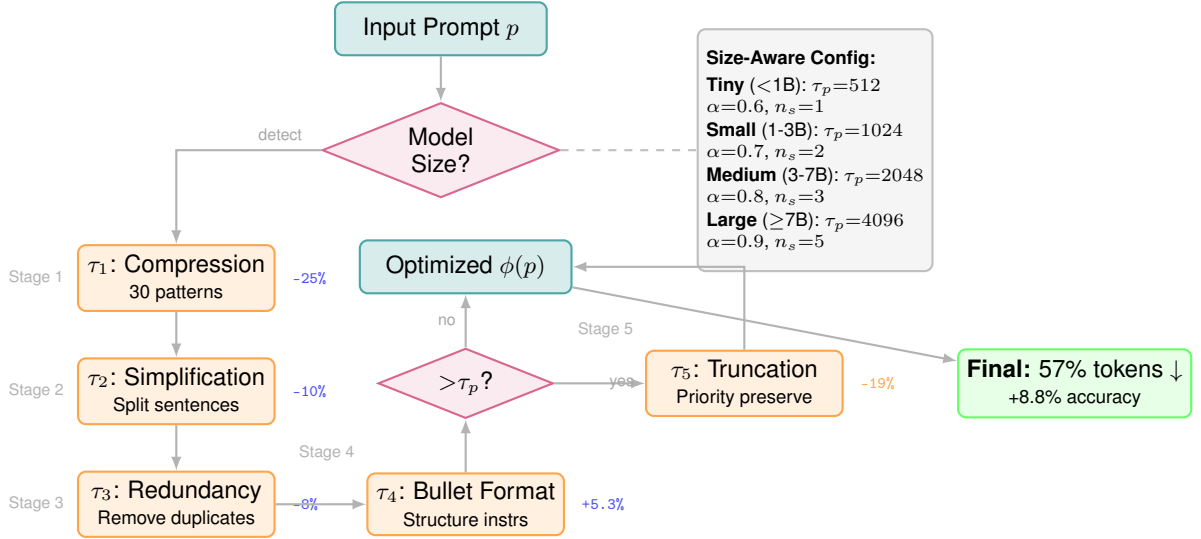 Input Prompt p
Size-Aware Config:
Tiny (<1B): τₚ=512
α=0.6, nₛ=1
Small (1-3B): τₚ=1024
α=0.7, nₛ=2
Medium (3-7B): τₚ=2048
α=0.8, nₛ=3
Large (≥7B): τₚ=4096
α=0.9, nₛ=5
detect
Model
Size?
Stage 1
τ₁: Compression
30 patterns
-25%
Optimized ϕ(p)
no
Stage 5
Stage 2
τ₂: Simplification
Split sentences
-10%
>τₚ?
yes
τ₅: Truncation
Priority preserve
-19%
Final: 57% tokens ↓
+8.8% accuracy
Stage 4
Stage 3
τ₃: Redundancy
Remove duplicates
-8%
τ₄: Bullet Format
Structure instrs
+5.3%